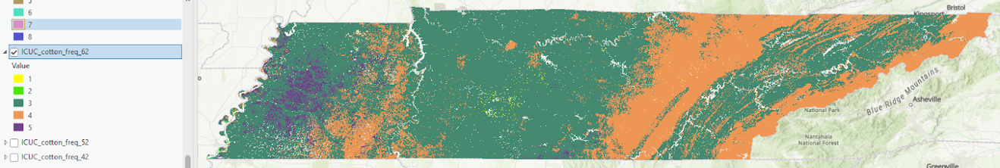 5
6
7
8
ICUC_cotton_freq_62
Value
1
2
3
4
5
ICUC_cotton_freq_52
ICUC_cotton_freq_42
Bristol
Kingsport
Blue Ridge Mountains
Asheville
National Park
Nantahala
National Forest
Greenville